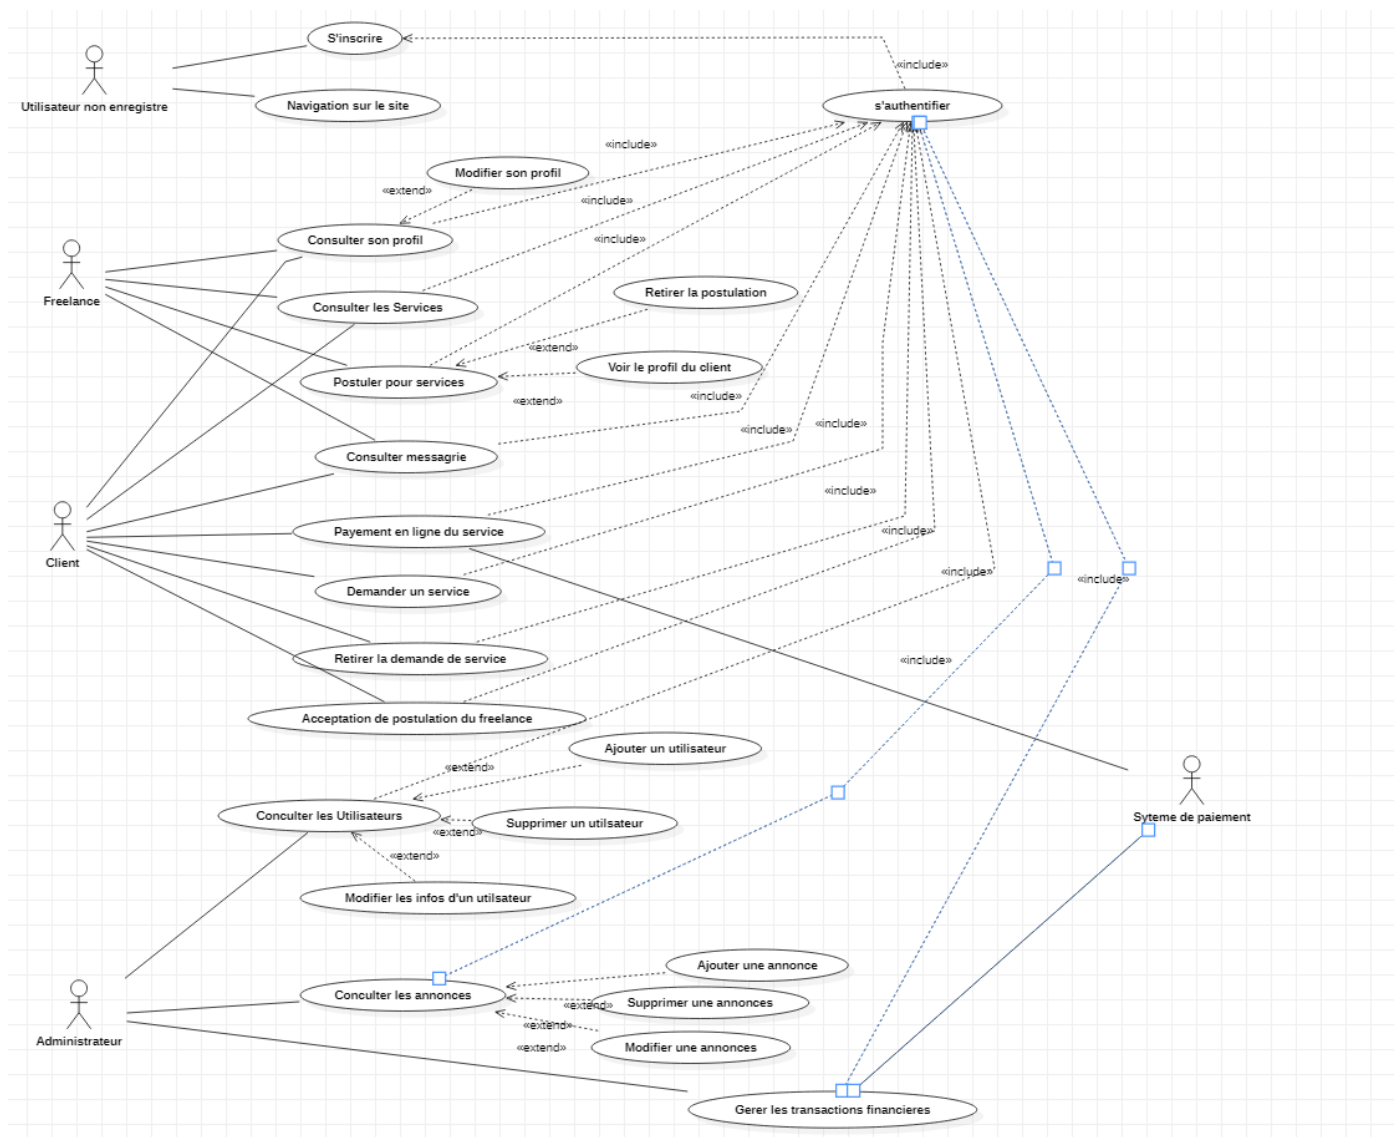 S'inscrire
«include»
Utilisateur non enregistre
Navigation sur le site
s'authentifier
«include»
Modifier son profil
«extend»
«include»
Consulter son profil
«include»
Freelance
Retirer la postulation
Consulter les Services
«extend»
Voir le profil du client
Postuler pour services
«extend»
«include»
«include»
«include»
Consulter messagrie
«include»
Payement en ligne du service
«include»
Client
«include»
«include»
Demander un service
Retirer la demande de service
«include»
Acceptation de postulation du freelance
Ajouter un utilisateur
«extend»
Conculter les Utilisateurs
Syteme de paiement
Supprimer un utilsateur
«extend»
«extend»
Modifier les infos d'un utilsateur
Ajouter une annonce
Conculter les annonces
Supprimer une annonces
«extend»
«extend»
Administrateur
Modifier une annonces
«extend»
Gerer les transactions financieres